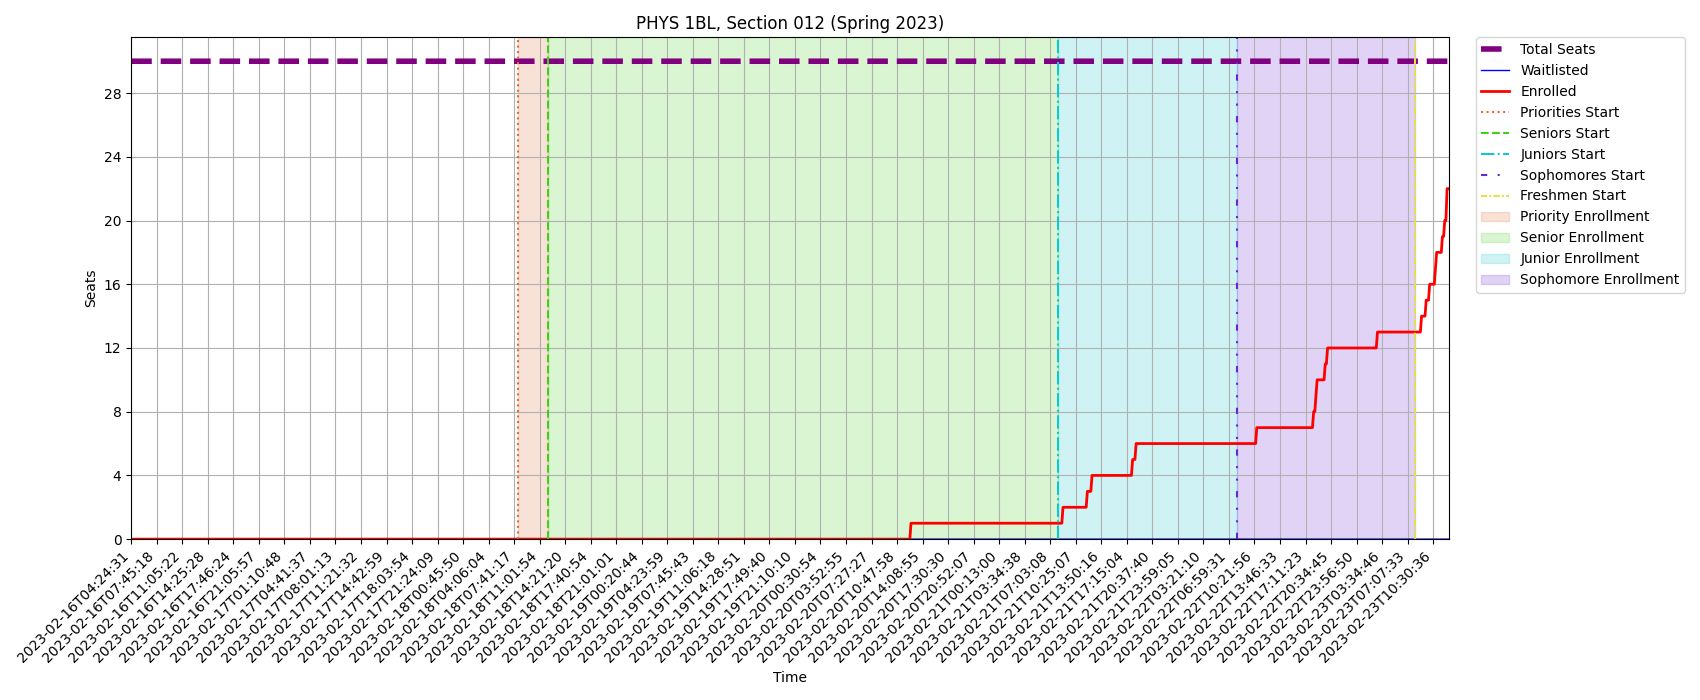 PHYS 1BL, Section 012 (Spring 2023)
Seats
28
24
20
16
12
8
4
0
2023-02-16T04:24:31
2023-02-16T07:45:18
2023-02-16T11:05:22
2023-02-16T14:25:28
2023-02-16T17:46:24
2023-02-16T21:05:57
2023-02-17T01:10:48
2023-02-17T04:41:37
2023-02-17T08:01:13
2023-02-17T11:21:32
2023-02-17T14:42:59
2023-02-17T18:03:54
2023-02-17T21:24:09
2023-02-18T00:45:50
2023-02-18T04:06:04
2023-02-18T07:41:17
2023-02-18T11:01:54
2023-02-18T14:21:20
2023-02-18T17:40:54
2023-02-18T21:01:01
2023-02-19T00:20:44
2023-02-19T04:23:59
2023-02-19T07:45:43
2023-02-19T11:06:18
2023-02-19T14:28:51
2023-02-19T17:49:40
2023-02-19T21:10:10
2023-02-20T00:30:54
2023-02-20T03:52:55
2023-02-20T07:27:27
2023-02-20T10:47:58
2023-02-20T14:08:55
2023-02-20T17:30:30
2023-02-20T20:52:07
2023-02-21T00:13:00
2023-02-21T03:34:38
2023-02-21T07:03:08
2023-02-21T10:25:07
2023-02-21T13:50:16
2023-02-21T17:15:04
2023-02-21T20:37:40
2023-02-21T23:59:05
2023-02-22T03:21:10
2023-02-22T06:59:31
2023-02-22T10:21:56
2023-02-22T13:46:33
2023-02-22T17:11:23
2023-02-22T20:34:45
2023-02-22T23:56:50
2023-02-23T03:34:46
2023-02-23T07:07:33
2023-02-23T10:30:36
Time
Total Seats
Waitlisted
Enrolled
Priorities Start
Seniors Start
Juniors Start
Sophomores Start
Freshmen Start
Priority Enrollment
Senior Enrollment
Junior Enrollment
Sophomore Enrollment